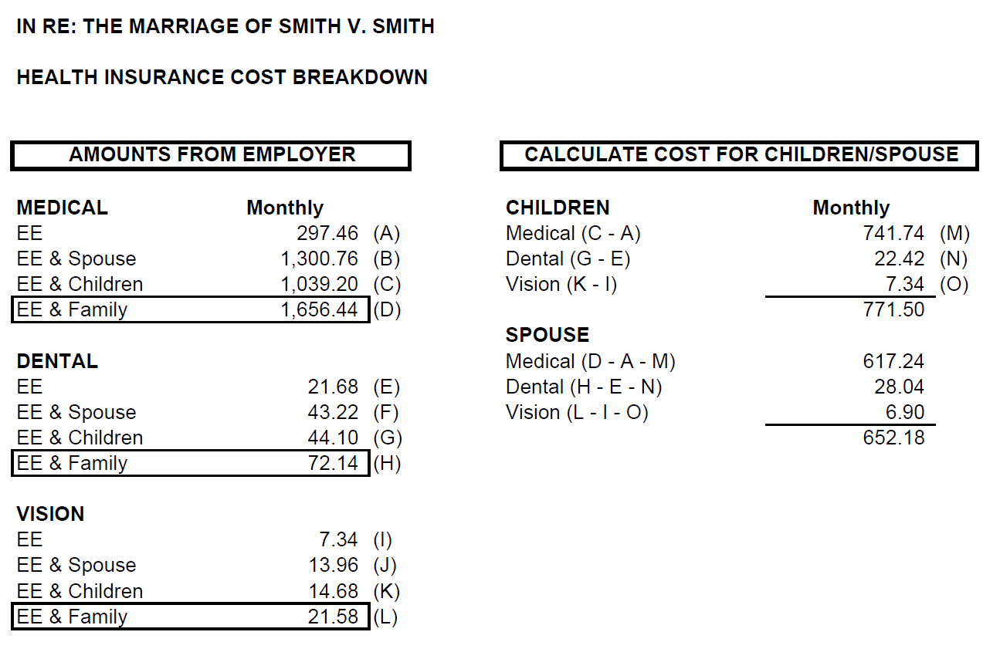 IN RE: THE MARRIAGE OF SMITH V. SMITH
HEALTH INSURANCE COST BREAKDOWN
AMOUNTS FROM EMPLOYER
MEDICAL Monthly
EE 297.46 (A)
EE & Spouse 1,300.76 (B)
EE & Children 1,039.20 (C)
EE & Family 1,656.44 (D)
DENTAL
EE 21.68 (E)
EE & Spouse 43.22 (F)
EE & Children 44.10 (G)
EE & Family 72.14 (H)
VISION
EE 7.34 (I)
EE & Spouse 13.96 (J)
EE & Children 14.68 (K)
EE & Family 21.58 (L)
CALCULATE COST FOR CHILDREN/SPOUSE
CHILDREN Monthly
Medical (C - A) 741.74 (M)
Dental (G - E) 22.42 (N)
Vision (K - I) 7.34 (O)
771.50
SPOUSE
Medical (D - A - M) 617.24
Dental (H - E - N) 28.04
Vision (L - I - O) 6.90
652.18